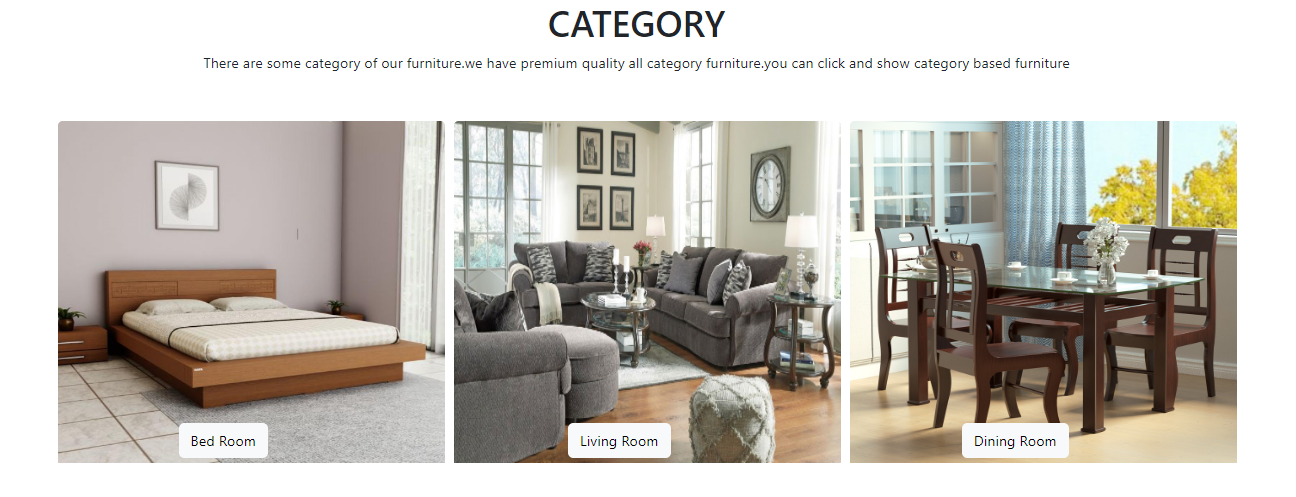 CATEGORY
There are some category of our furniture.we have premium quality all category furniture.you can click and show category based furniture
Bed Room
Living Room
Dining Room